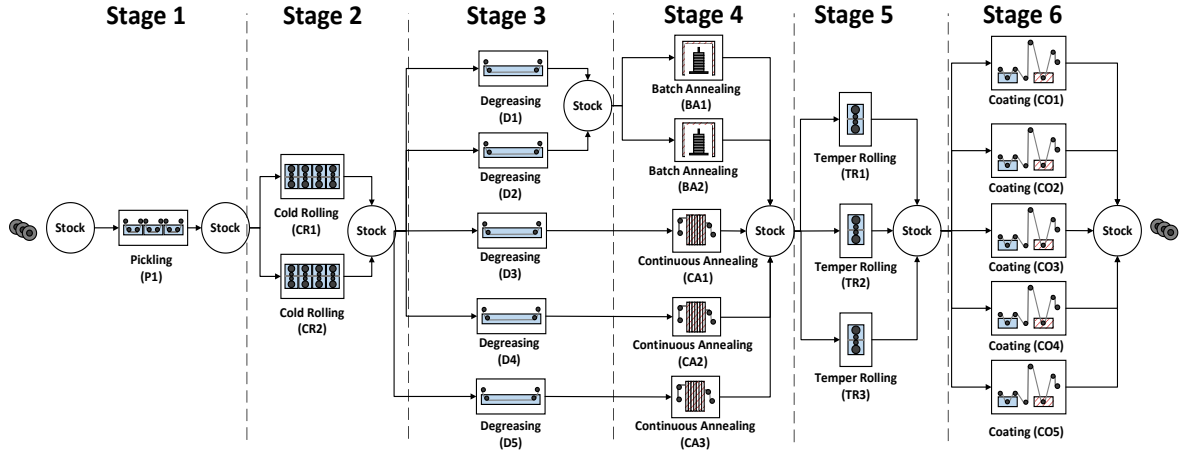 Stage 1
Stage 2
Stage 3
Stage 4
Stage 5
Stage 6
Stock
Pickling
(P1)
Stock
Cold Rolling
(CR1)
Cold Rolling
(CR2)
Stock
Degreasing
(D1)
Degreasing
(D2)
Degreasing
(D3)
Degreasing
(D4)
Degreasing
(D5)
Stock
Batch Annealing
(BA1)
Batch Annealing
(BA2)
Continuous Annealing
(CA1)
Continuous Annealing
(CA2)
Continuous Annealing
(CA3)
Stock
Temper Rolling
(TR1)
Temper Rolling
(TR2)
Temper Rolling
(TR3)
Stock
Coating (CO1)
Coating (CO2)
Coating (CO3)
Coating (CO4)
Coating (CO5)
Stock